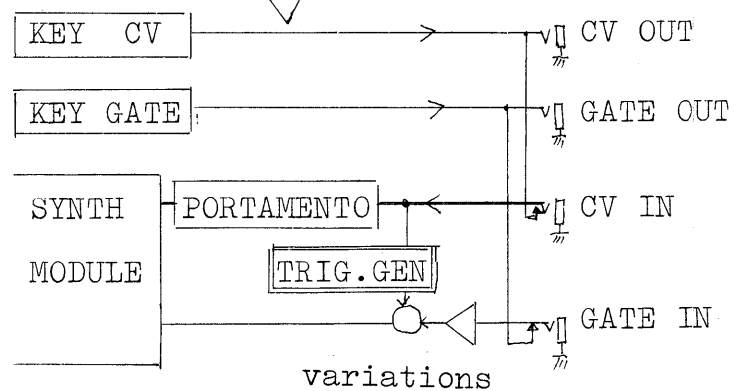 KEY CV
CV OUT
KEY GATE
GATE OUT
SYNTH
MODULE
PORTAMENTO
CV IN
TRIG.GEN
GATE IN
variations